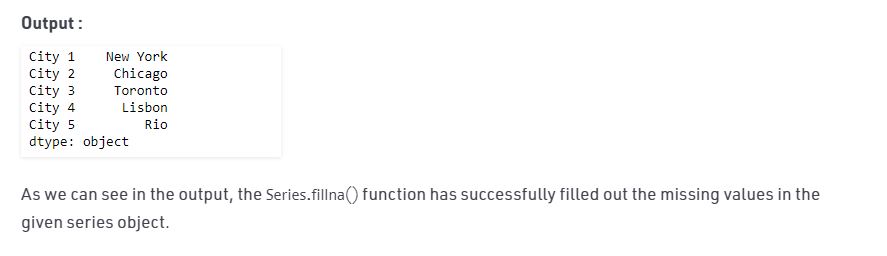 Output :
City 1    New York
City 2     Chicago
City 3     Toronto
City 4      Lisbon
City 5         Rio
dtype: object
As we can see in the output, the Series.fillna() function has successfully filled out the missing values in the
given series object.